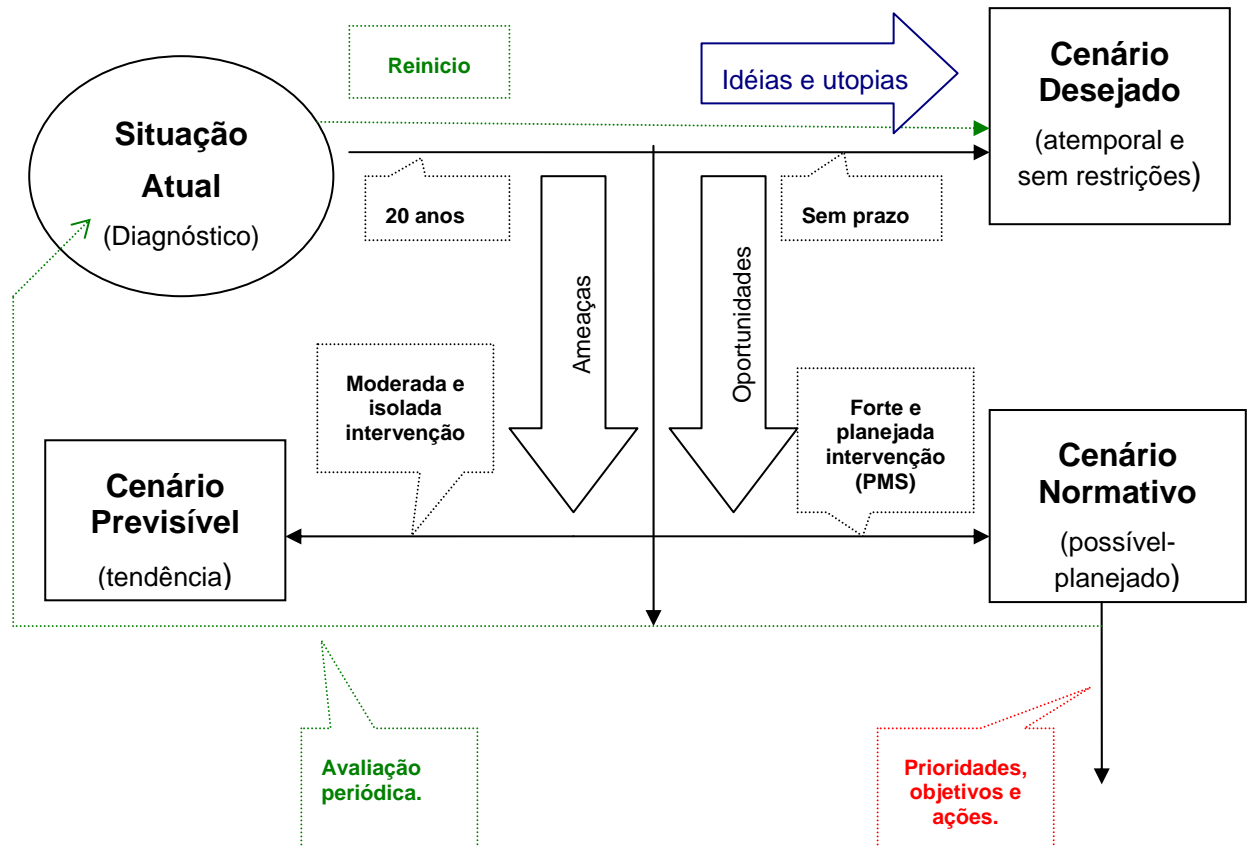 Reinicio
Idéias e utopias
Cenário
Desejado
(atemporal e
sem restrições)
Situação
Atual
(Diagnóstico)
20 anos
Sem prazo
Ameaças
Oportunidades
Moderada e
isolada
intervenção
Forte e
planejada
intervenção
(PMS)
Cenário
Previsível
(tendência)
Cenário
Normativo
(possível-
planejado)
Avaliação
periódica.
Prioridades,
objetivos e
ações.